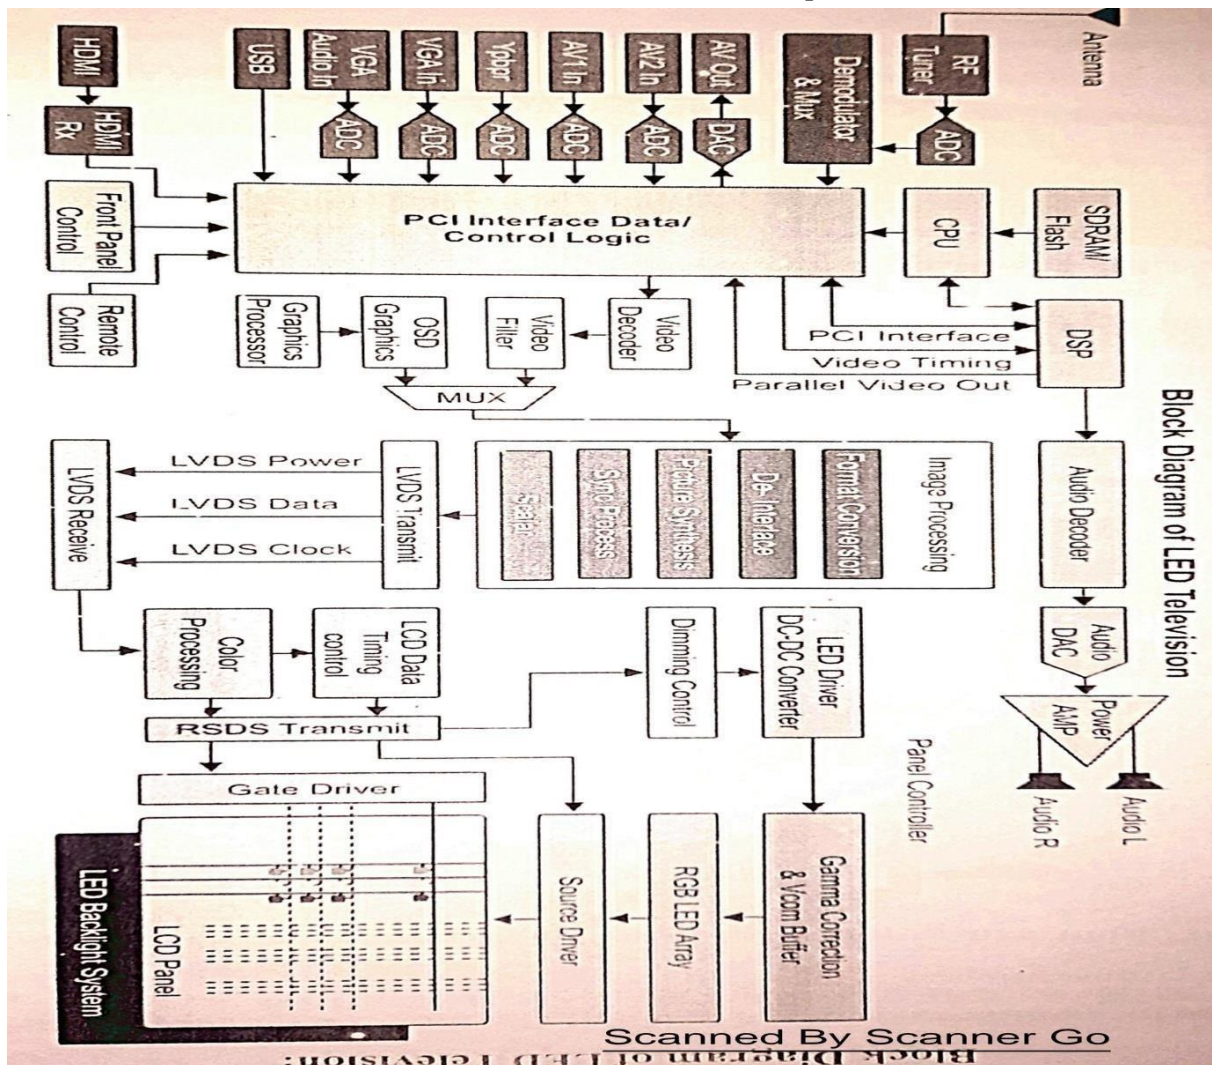 Antenna
RF
Tuner
ADC
Demodulator
& Mux
AV Out
DAC
AV2 In
ADC
AV1 In
ADC
Ypbpr
ADC
VGA In
ADC
VGA
Audio In
ADC
USB
HDMI
HDMI
Rx
Front Panel
Control
Remote
Control
PCI Interface Data/
Control Logic
CPU
SDRAM/
Flash
DSP
PCI Interface
Video Timing
Parallel Video Out
Video
Decoder
Video
Filter
OSD
Graphics
Graphics
Processor
MUX
Block Diagram of LED Television
Image Processing
Format Conversion
De- Interlace
Picture Synthesis
Sync Process
Scalar
LVDS Transmit
LVDS Power
LVDS Data
LVDS Clock
LVDS Receive
Audio Decoder
Audio
DAC
Power
AMP
Audio L
Audio R
Color
Processing
LCD Data
Timing
control
RSDS Transmit
Dimming Control
LED Driver
DC-DC Converter
Panel Controller
Gate Driver
LCD Panel
LED Backlight System
Source Driver
RGB LED Array
Gamma Correction
& Vcom Buffer
Scanned By Scanner Go
Block Diagram of LED Television: